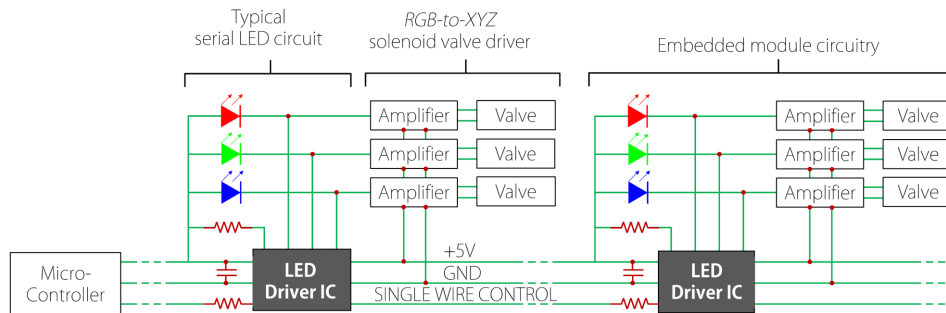 Typical
serial LED circuit
RGB-to-XYZ
solenoid valve driver
Embedded module circuitry
Amplifier
Valve
Amplifier
Valve
Amplifier
Valve
Amplifier
Valve
Amplifier
Valve
Amplifier
Valve
Micro-
Controller
LED
Driver IC
+5V
GND
SINGLE WIRE CONTROL
LED
Driver IC